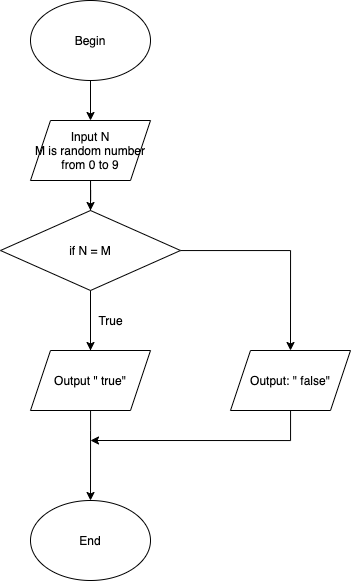 Begin
Input N
M is random number
from 0 to 9
if N = M
True
Output " true"
Output: " false"
End